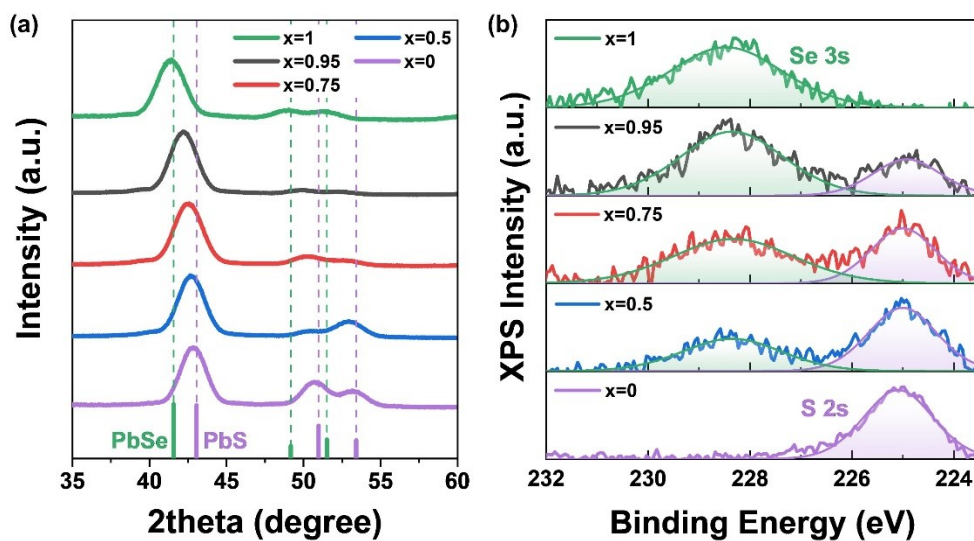 (a)
x=1
x=0.95
x=0.75
x=0.5
x=0
PbSe
PbS
35 40 45 50 55 60
2theta (degree)
Intensity (a.u.)
(b)
x=1
Se 3s
x=0.95
x=0.75
x=0.5
x=0
S 2s
232 230 228 226 224
Binding Energy (eV)
XPS Intensity (a.u.)